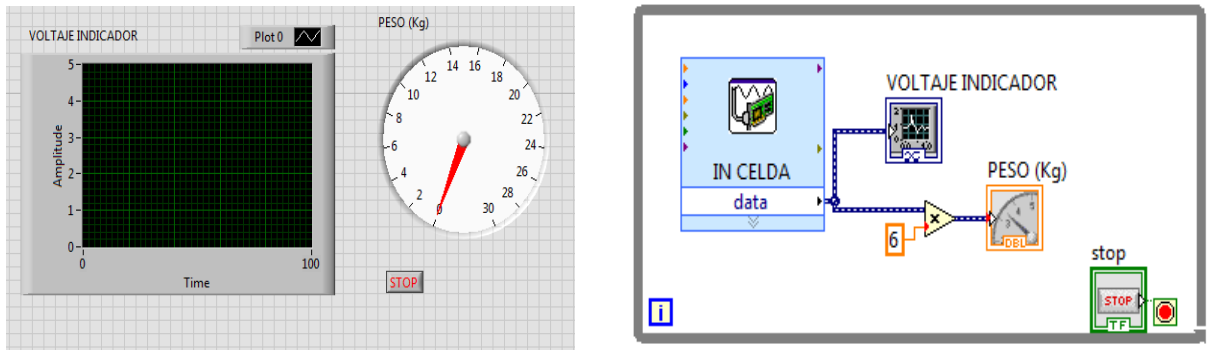 VOLTAJE INDICADOR
Plot 0
PESO (Kg)
5
4
3
2
1
0
Amplitude
0
100
Time
0
2
4
6
8
10
12
14
16
18
20
22
24
26
28
30
STOP
IN CELDA
data
VOLTAJE INDICADOR
PESO (Kg)
6
DBL
stop
STOP
TF
i